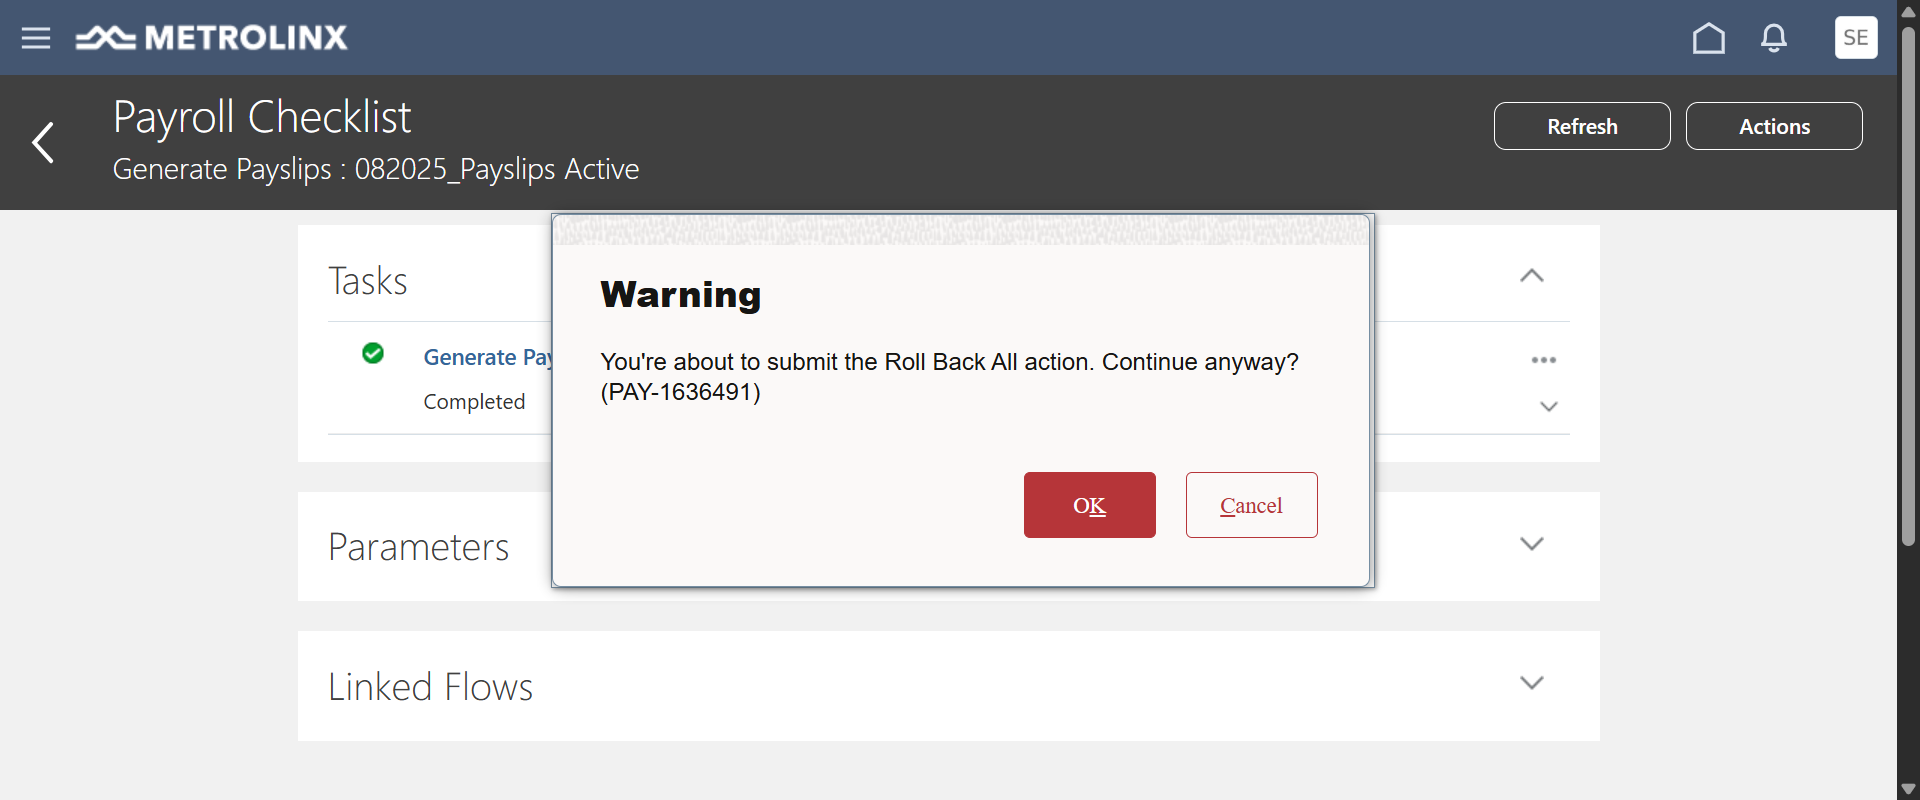 METROLINX
SE
Payroll Checklist
Generate Payslips : 082025_Payslips Active
Refresh
Actions
Tasks
Generate Pay
Completed
Warning
You're about to submit the Roll Back All action. Continue anyway?
(PAY-1636491)
OK
Cancel
Parameters
Linked Flows